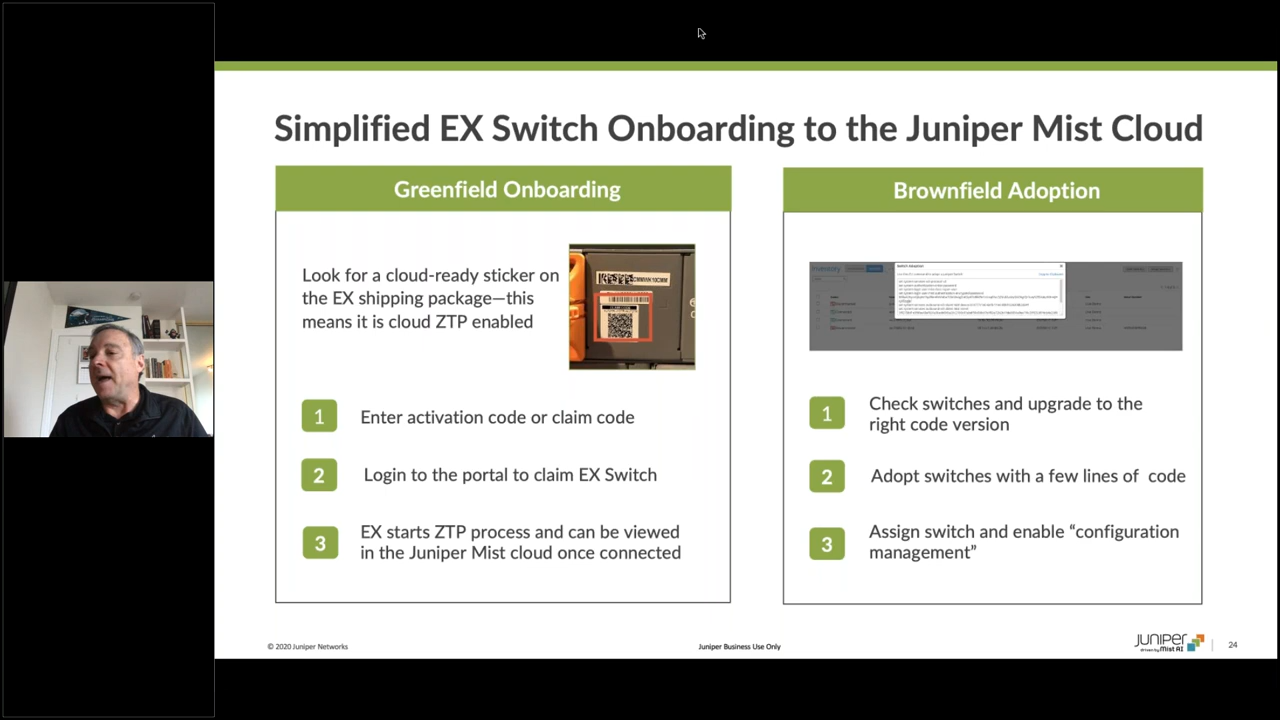 Simplified EX Switch Onboarding to the Juniper Mist Cloud
Greenfield Onboarding
Look for a cloud-ready sticker on
the EX shipping package—this
means it is cloud ZTP enabled
1 Enter activation code or claim code
2 Login to the portal to claim EX Switch
3 EX starts ZTP process and can be viewed
in the Juniper Mist cloud once connected
Brownfield Adoption
1 Check switches and upgrade to the
right code version
2 Adopt switches with a few lines of code
3 Assign switch and enable “configuration
management”
© 2020 Juniper Networks
Juniper Business Use Only
JUNIPEr
driven by Mist AI
24